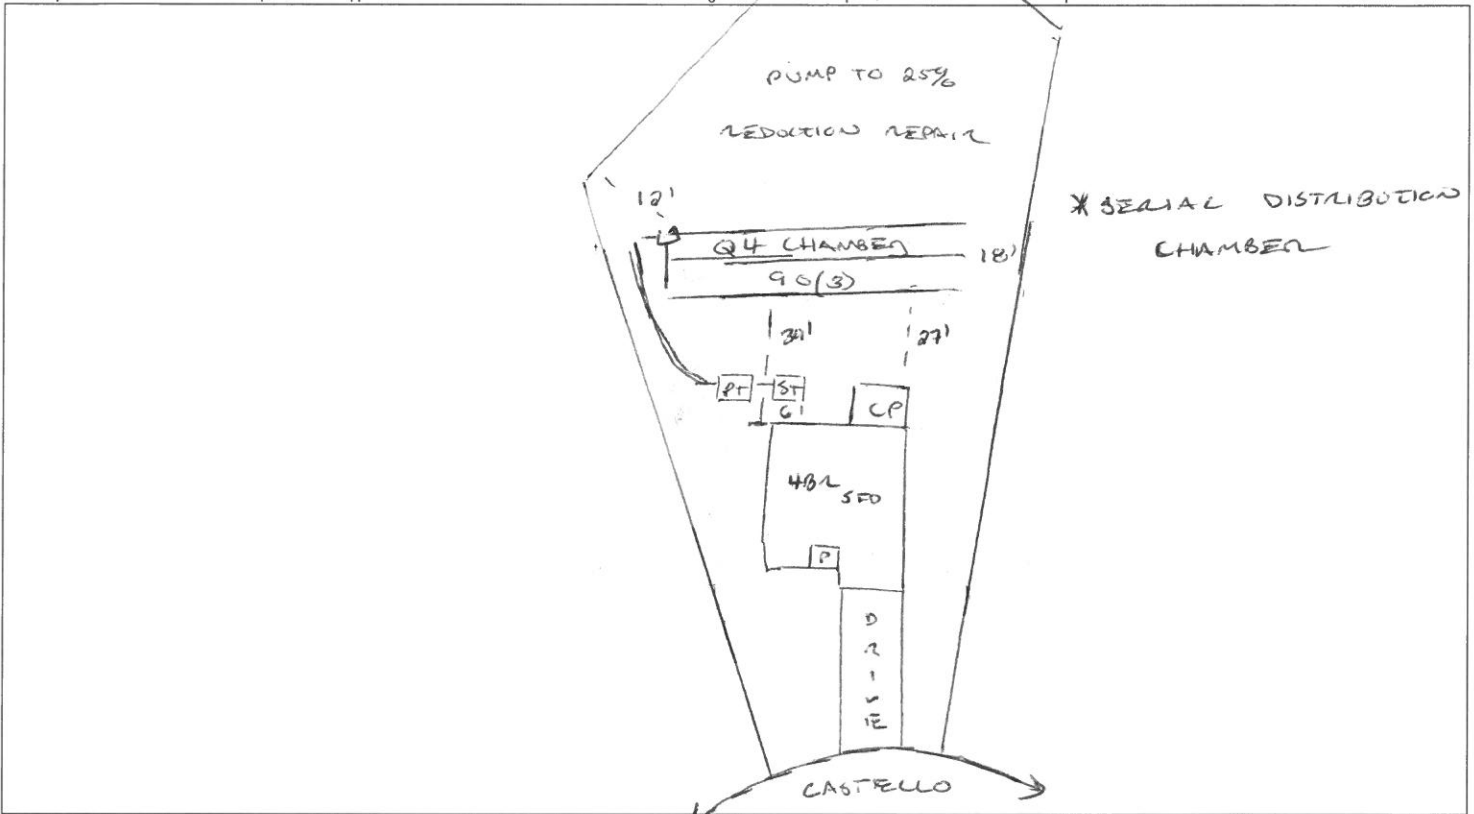 PUMP TO 25%
REDUCTION REPAIR
12'
* SERIAL DISTRIBUTION
CHAMBER
Q4 CHAMBER
18'
90(3)
27'
PT
ST
6'
CP
4BR
SFD
P
DRIVE
CASTELLO